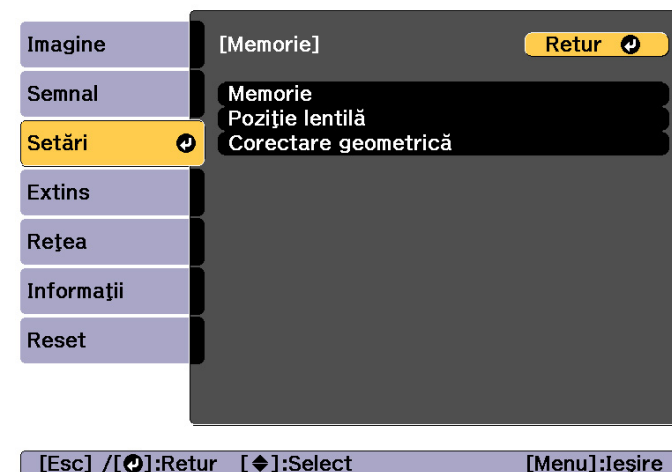 Imagine
Semnal
Setări
Extins
Reţea
Informaţii
Reset
[Memorie]
Retur
Memorie
Poziţie lentilă
Corectare geometrică
[Esc] /[⏎]:Retur [◆]:Select [Menu]:Ieşire